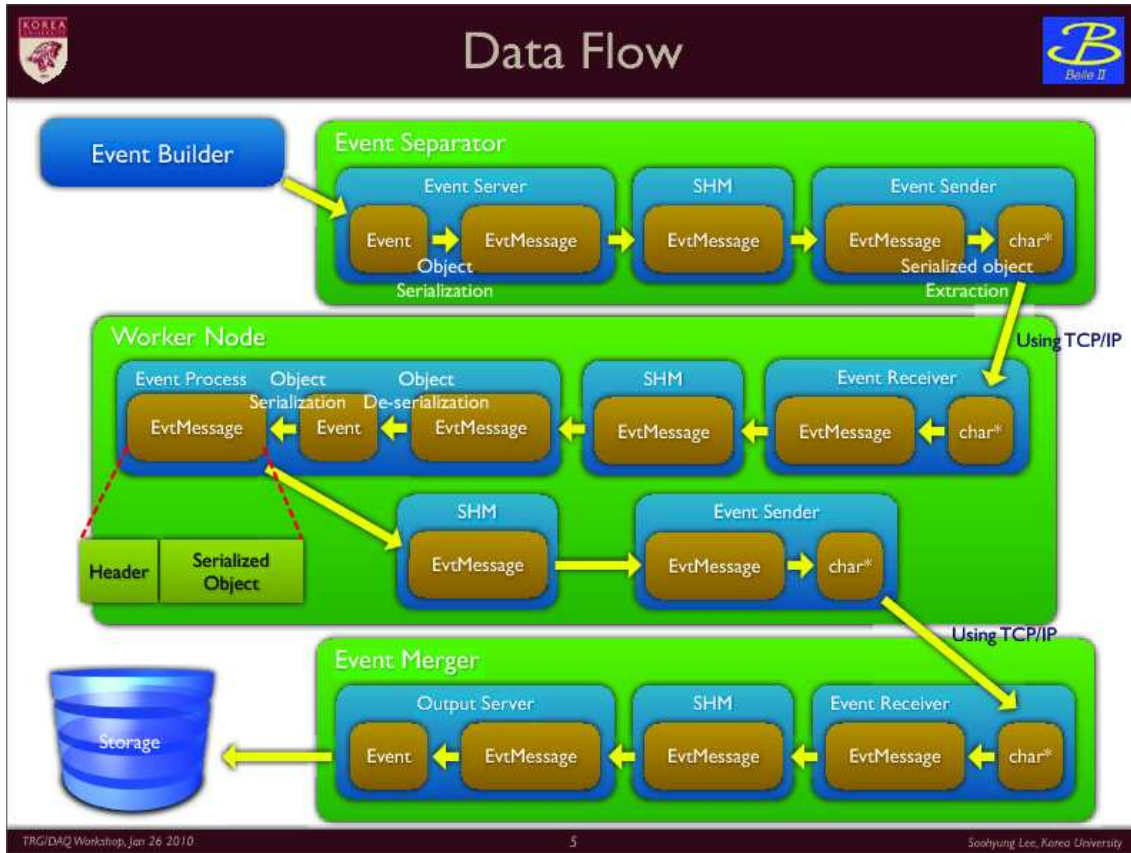 KOREA
UNIVERSITY
Data Flow
Belle II
Event Builder
Event Separator
Event Server
SHM
Event Sender
Event
EvtMessage
EvtMessage
EvtMessage
char*
Object
Serialization
Serialized object
Extraction
Using TCP/IP
Worker Node
Event Process
Object
Serialization
Object
De-serialization
SHM
Event Receiver
EvtMessage
Event
EvtMessage
EvtMessage
EvtMessage
char*
SHM
Event Sender
EvtMessage
EvtMessage
char*
Header
Serialized
Object
Using TCP/IP
Event Merger
Output Server
SHM
Event Receiver
Event
EvtMessage
EvtMessage
EvtMessage
char*
Storage
TRG/DAQ Workshop, Jan 26 2010
5
Soohyung Lee, Korea University